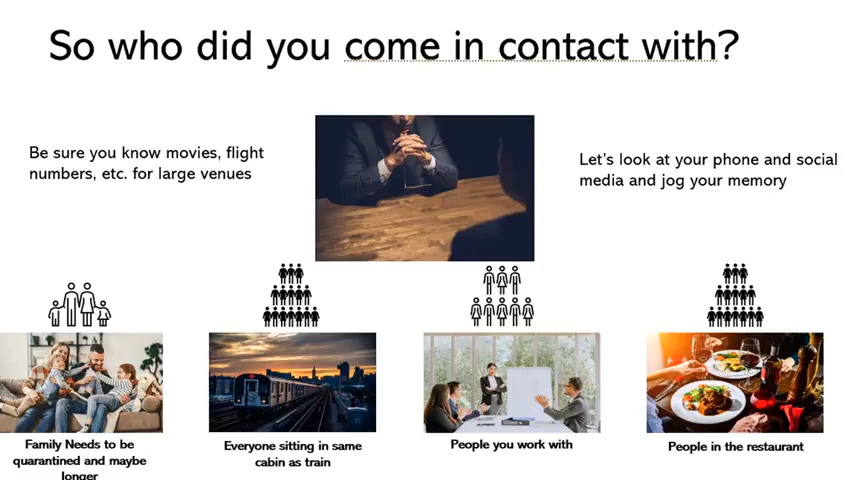 So who did you come in contact with?
Be sure you know movies, flight
numbers, etc. for large venues
Let's look at your phone and social
media and jog your memory
Family Needs to be
quarantined and maybe
longer
Everyone sitting in same
cabin as train
People you work with
People in the restaurant